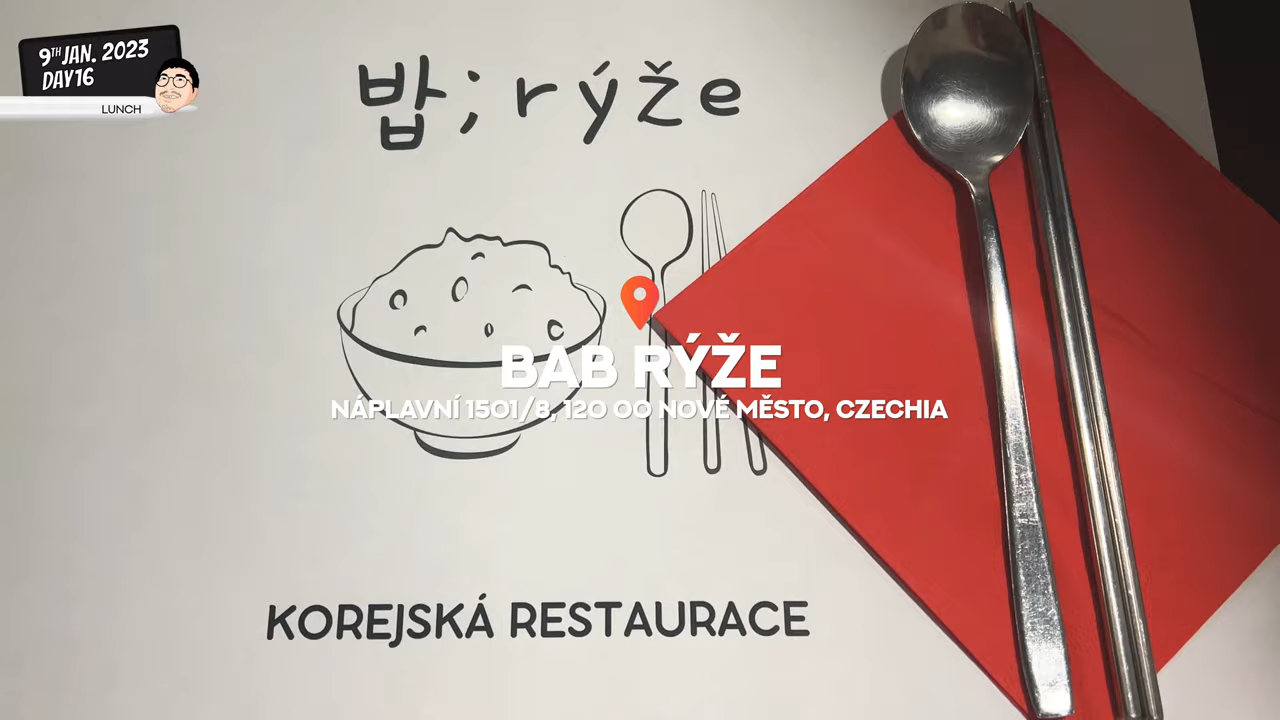 9TH JAN. 2023
DAY16
LUNCH
밥; rýže
BAB RÝŽE
NÁPLAVNÍ 1501/8, 120 00 NOVÉ MĚSTO, CZECHIA
KOREJSKÁ RESTAURACE